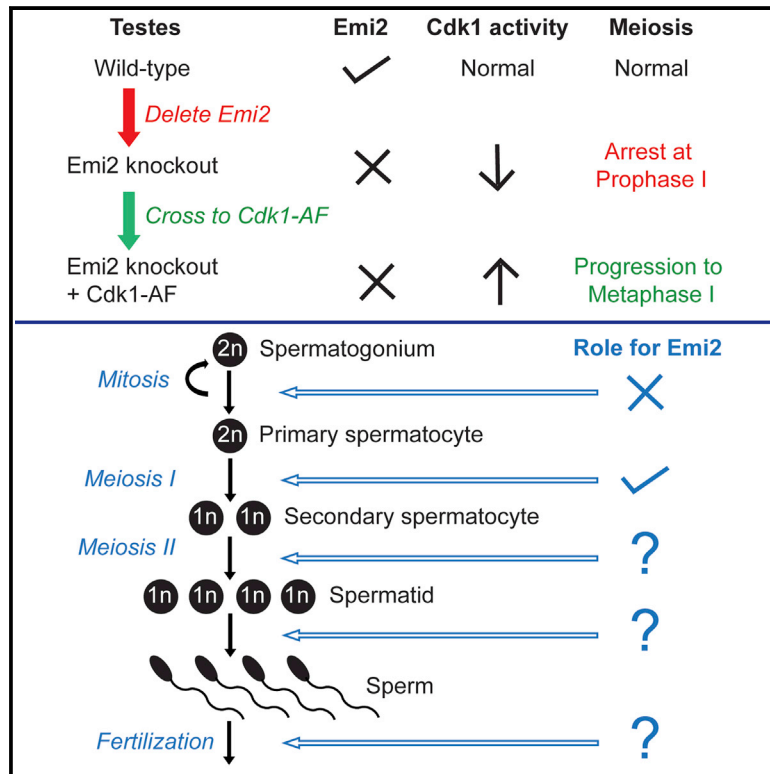 Testes Emi2 Cdk1 activity Meiosis
Wild-type Normal Normal
Delete Emi2
Emi2 knockout Arrest at
Prophase I
Cross to Cdk1-AF
Emi2 knockout
+ Cdk1-AF Progression to
Metaphase I
2n Spermatogonium Role for Emi2
Mitosis
2n Primary spermatocyte
Meiosis I
1n 1n Secondary spermatocyte
Meiosis II ?
1n 1n 1n 1n Spermatid
?
Sperm
Fertilization ?